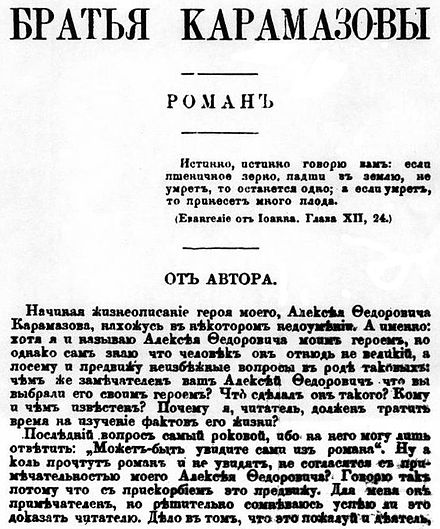 БРАТЬЯ КАРАМАЗОВЫ
РОМАНЪ
Истинно, истинно говорю вамъ: если
пшеничное зерно, падши въ землю, не
умретъ, то останется одно; а если умретъ,
то принесетъ много плода.
(Евангеліе отъ Іоанна. Глава XII, 24.)
ОТЪ АВТОРА.
Начиная жизнеописаніе героя моего, Алексѣя Ѳедоровича
Карамазова, нахожусь въ нѣкоторомъ недоумѣніи. А именно:
хотя я и называю Алексѣя Ѳедоровича моимъ героемъ, но
однако самъ знаю что человѣкъ онъ отнюдь не великій, а
посему и предвижу неизбѣжные вопросы въ родѣ таковыхъ:
чѣмъ же замѣчателенъ вашъ Алексѣй Ѳедоровичъ что вы
выбрали его своимъ героемъ? Что сдѣлалъ онъ такого? Кому
и чѣмъ извѣстенъ? Почему я, читатель, долженъ тратить
время на изученіе фактовъ его жизни?
Послѣдній вопросъ самый роковой, ибо на него могу лишь
отвѣтить: „Можетъ-быть увидите сами изъ романа“. Ну а
коль прочтутъ романъ и не увидятъ, не согласятся съ при-
мѣчательностью моего Алексѣя Ѳедоровича? Говорю такъ
потому что съ прискорбіемъ это предвижу. Для меня онъ
примѣчателенъ, но рѣшительно сомнѣваюсь успѣю ли это
доказать читателю. Дѣло въ томъ, что это пожалуй и дѣятель,